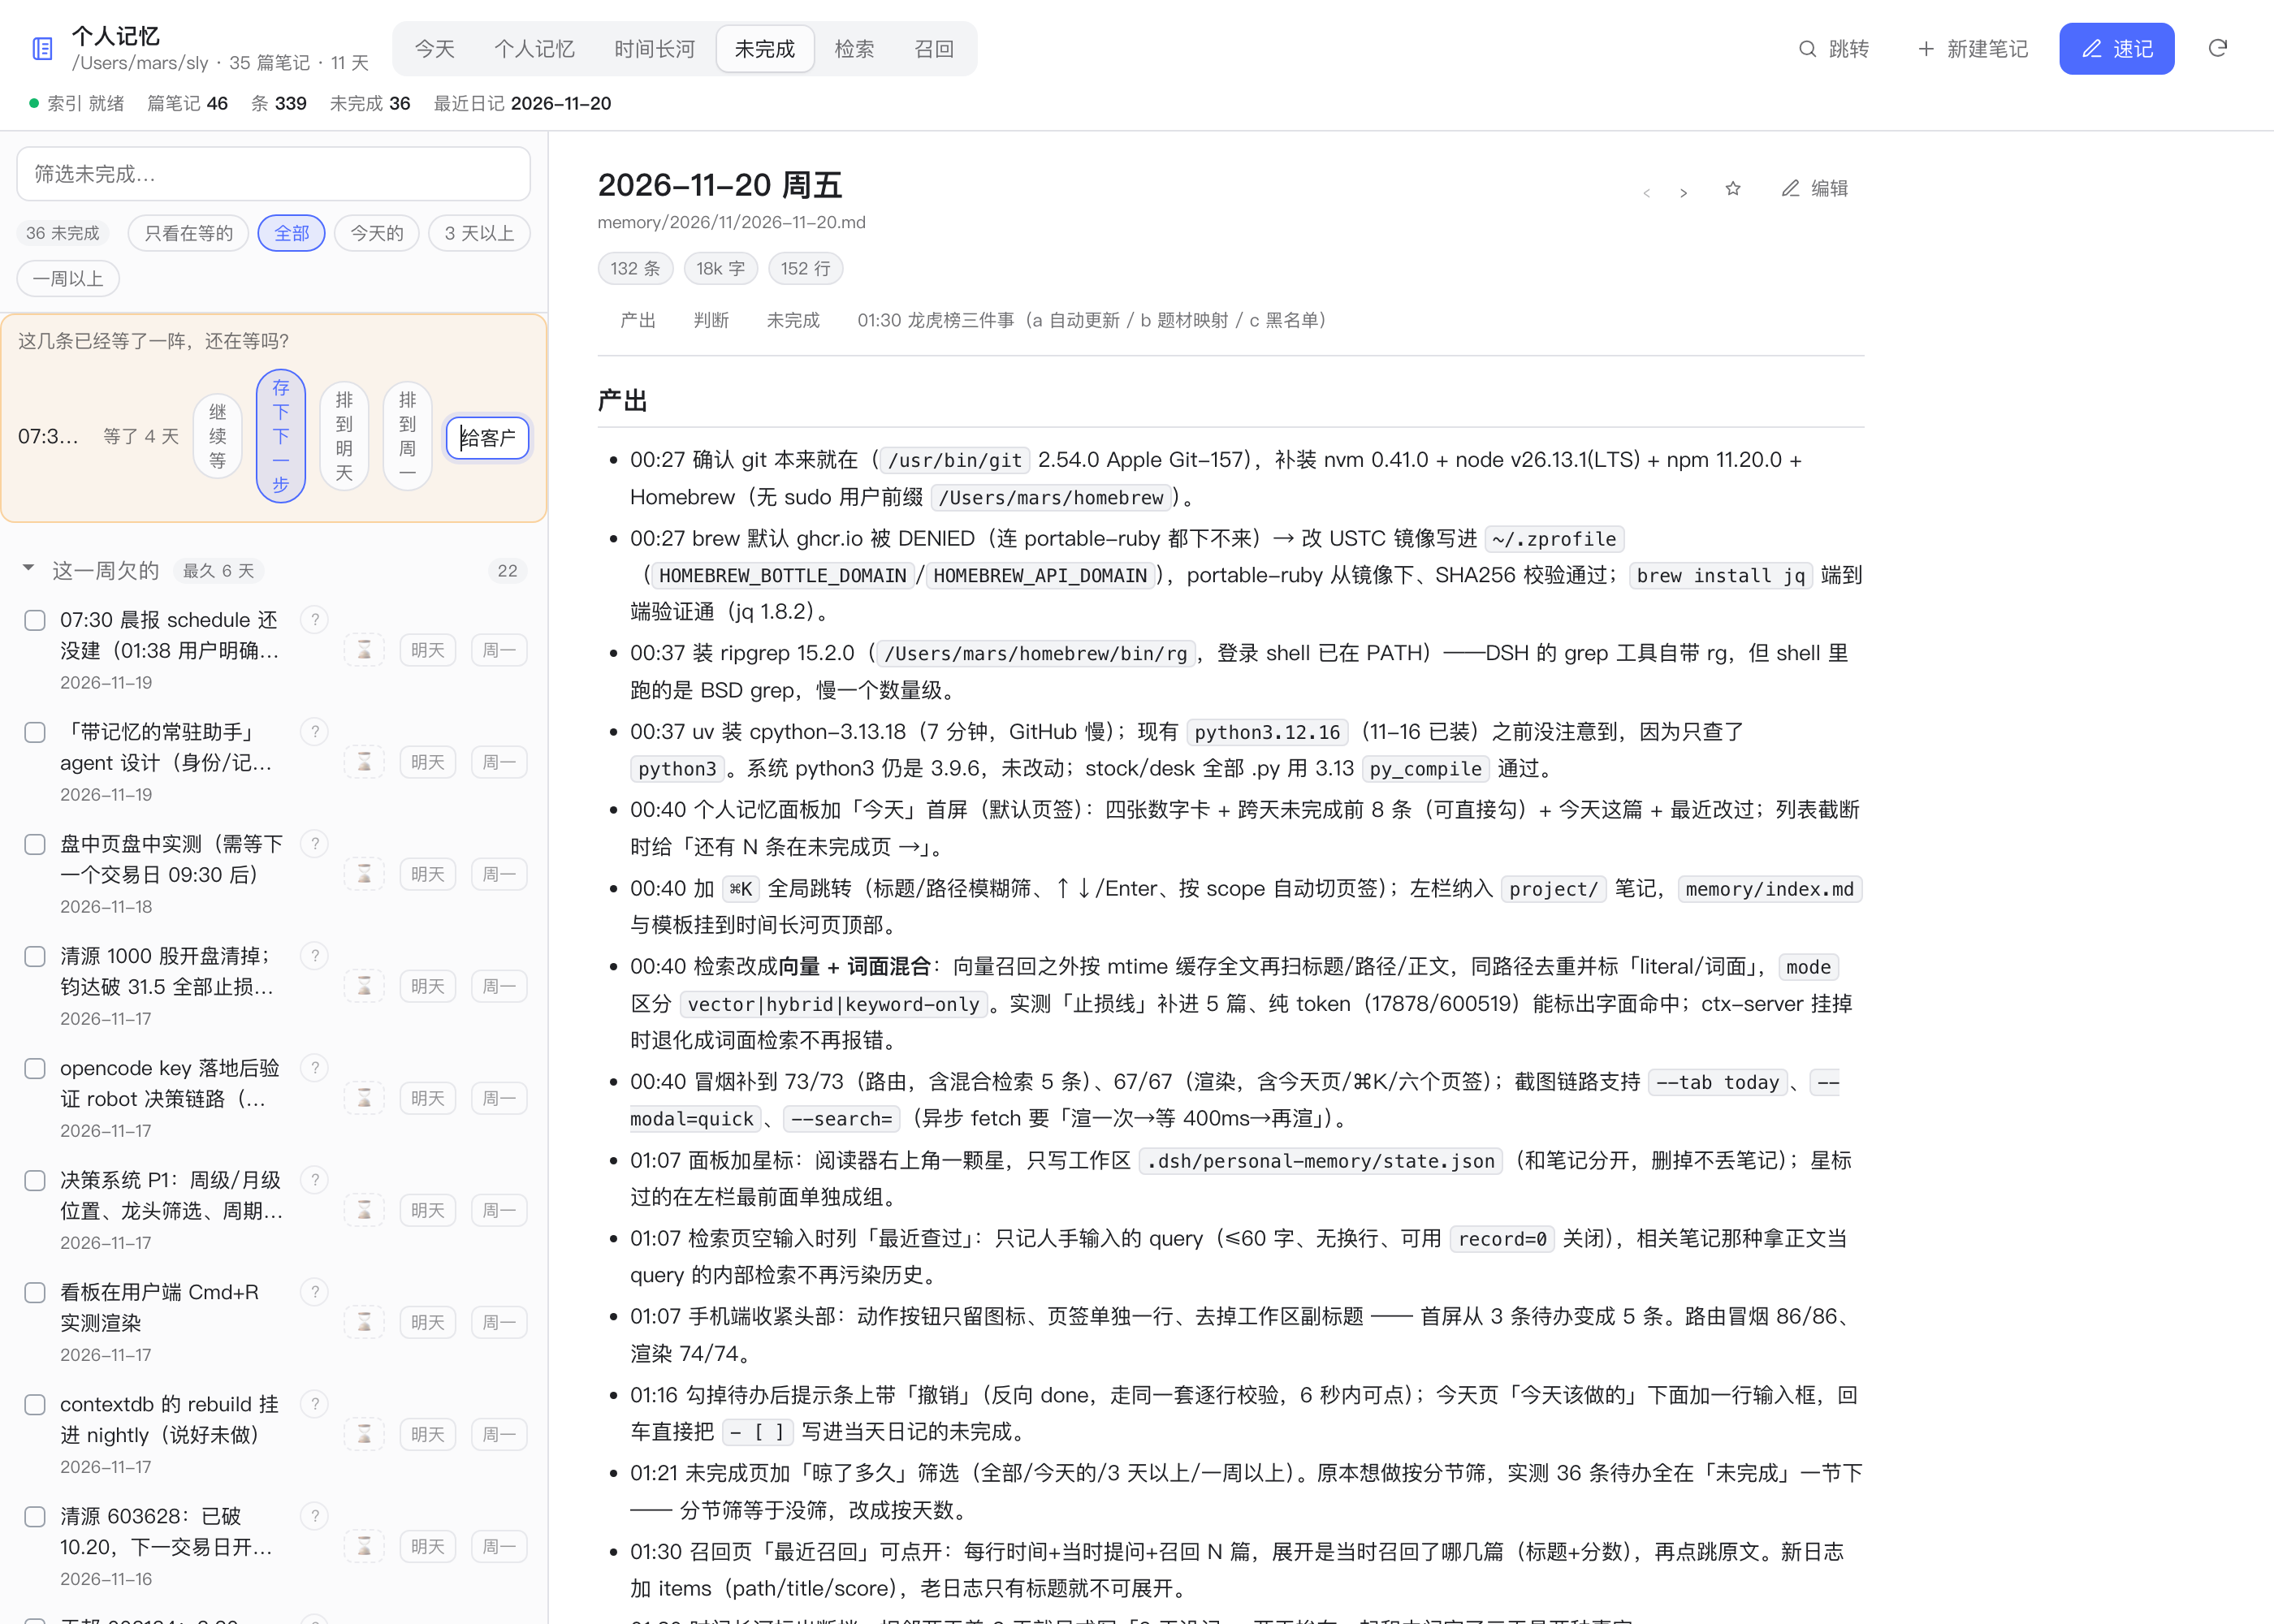 个人记忆
/Users/mars/sly · 35 篇笔记 · 11 天
今天 个人记忆 时间长河 未完成 检索 召回
跳转 新建笔记 速记
索引 就绪 篇笔记 46 条 339 未完成 36 最近日记 2026-11-20
筛选未完成…
36 未完成 只看在等的 全部 今天的 3 天以上
一周以上
这几条已经等了一阵，还在等吗？
07:3… 等了 4 天 继续等 存下下一步 排到明天 排到周一 给客户
这一周欠的 最久 6 天 22
07:30 晨报 schedule 还
没建（01:38 用户明确…
? ⌛ 明天 周一
2026-11-19
「带记忆的常驻助手」
agent 设计（身份/记…
? ⌛ 明天 周一
2026-11-19
盘中页盘中实测（需等下
一个交易日 09:30 后）
? ⌛ 明天 周一
2026-11-18
清源 1000 股开盘清掉；
钧达破 31.5 全部止损…
? ⌛ 明天 周一
2026-11-17
opencode key 落地后验
证 robot 决策链路（…
? ⌛ 明天 周一
2026-11-17
决策系统 P1：周级/月级
位置、龙头筛选、周期…
? ⌛ 明天 周一
2026-11-17
看板在用户端 Cmd+R
实测渲染
? ⌛ 明天 周一
2026-11-17
contextdb 的 rebuild 挂
进 nightly（说好未做）
? ⌛ 明天 周一
2026-11-17
清源 603628：已破
10.20，下一交易日开…
? ⌛ 明天 周一
2026-11-16
2026-11-20 周五
‹ › 编辑
memory/2026/11/2026-11-20.md
132 条 18k 字 152 行
产出 判断 未完成 01:30 龙虎榜三件事（a 自动更新 / b 题材映射 / c 黑名单）
产出
• 00:27 确认 git 本来就在（/usr/bin/git 2.54.0 Apple Git-157），补装 nvm 0.41.0 + node v26.13.1(LTS) + npm 11.20.0 +
Homebrew（无 sudo 用户前缀 /Users/mars/homebrew）。
• 00:27 brew 默认 ghcr.io 被 DENIED（连 portable-ruby 都下不来）→ 改 USTC 镜像写进 ~/.zprofile
（HOMEBREW_BOTTLE_DOMAIN/HOMEBREW_API_DOMAIN），portable-ruby 从镜像下、SHA256 校验通过；brew install jq 端到
端验证通（jq 1.8.2）。
• 00:37 装 ripgrep 15.2.0（/Users/mars/homebrew/bin/rg，登录 shell 已在 PATH）——DSH 的 grep 工具自带 rg，但 shell 里
跑的是 BSD grep，慢一个数量级。
• 00:37 uv 装 cpython-3.13.18（7 分钟，GitHub 慢）；现有 python3.12.16（11-16 已装）之前没注意到，因为只查了
python3。系统 python3 仍是 3.9.6，未改动；stock/desk 全部 .py 用 3.13 py_compile 通过。
• 00:40 个人记忆面板加「今天」首屏（默认页签）：四张数字卡 + 跨天未完成前 8 条（可直接勾）+ 今天这篇 + 最近改过；列表截断
时给「还有 N 条在未完成页 →」。
• 00:40 加 ⌘K 全局跳转（标题/路径模糊筛、↑↓/Enter、按 scope 自动切页签）；左栏纳入 project/ 笔记，memory/index.md
与模板挂到时间长河页顶部。
• 00:40 检索改成向量 + 词面混合：向量召回之外按 mtime 缓存全文再扫标题/路径/正文，同路径去重并标「literal/词面」，mode
区分 vector|hybrid|keyword-only。实测「止损线」补进 5 篇、纯 token（17878/600519）能标出字面命中；ctx-server 挂掉
时退化成词面检索不再报错。
• 00:40 冒烟补到 73/73（路由，含混合检索 5 条）、67/67（渲染，含今天页/⌘K/六个页签）；截图链路支持 --tab today、--
modal=quick、--search=（异步 fetch 要「渲一次→等 400ms→再渲」）。
• 01:07 面板加星标：阅读器右上角一颗星，只写工作区 .dsh/personal-memory/state.json（和笔记分开，删掉不丢笔记）；星标
过的在左栏最前面单独成组。
• 01:07 检索页空输入时列「最近查过」：只记人手输入的 query（≤60 字、无换行、可用 record=0 关闭），相关笔记那种拿正文当
query 的内部检索不再污染历史。
• 01:07 手机端收紧头部：动作按钮只留图标、页签单独一行、去掉工作区副标题 —— 首屏从 3 条待办变成 5 条。路由冒烟 86/86、
渲染 74/74。
• 01:16 勾掉待办后提示条上带「撤销」（反向 done，走同一套逐行校验，6 秒内可点）；今天页「今天该做的」下面加一行输入框，回
车直接把 - [ ] 写进当天日记的未完成。
• 01:21 未完成页加「晾了多久」筛选（全部/今天的/3 天以上/一周以上）。原本想做按分节筛，实测 36 条待办全在「未完成」一节下
—— 分节筛等于没筛，改成按天数。
• 01:30 召回页「最近召回」可点开：每行时间+当时提问+召回 N 篇，展开是当时召回了哪几篇（标题+分数），再点跳原文。新日志
加 items（path/title/score），老日志只有标题就不可展开。